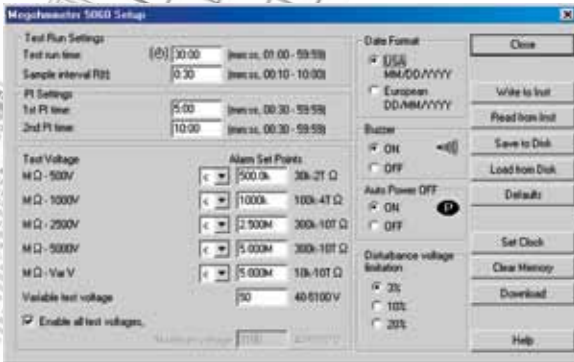 Megohmmeter 5060 Setup
Test Run Settings
Test run time: 30:00 (mm:ss, 01:00 - 59:59)
Sample interval R(t): 0:30 (mm:ss, 00:10 - 10:00)
PI Settings
1st PI time: 5:00 (mm:ss, 00:30 - 59:59)
2nd PI time: 10:00 (mm:ss, 00:30 - 59:59)
Test Voltage Alarm Set Points
MΩ - 500V < 500.0k 30k-2T Ω
MΩ - 1000V < 1000k 100k-4T Ω
MΩ - 2500V < 2.500M 300k-10T Ω
MΩ - 5000V < 5.000M 300k-10T Ω
MΩ - Var V < 5.000M 10k-10T Ω
Variable test voltage 50 40-5100 V
Enable all test voltages,
Date Format
USA
MM/DD/YYYY
European
DD/MM/YYYY
Buzzer
ON
OFF
Auto Power OFF
ON P
OFF
Disturbance voltage
limitation
3%
10%
20%
Close
Write to Inst
Read from Inst
Save to Disk
Load from Disk
Defaults
Set Clock
Clear Memory
Download
Help